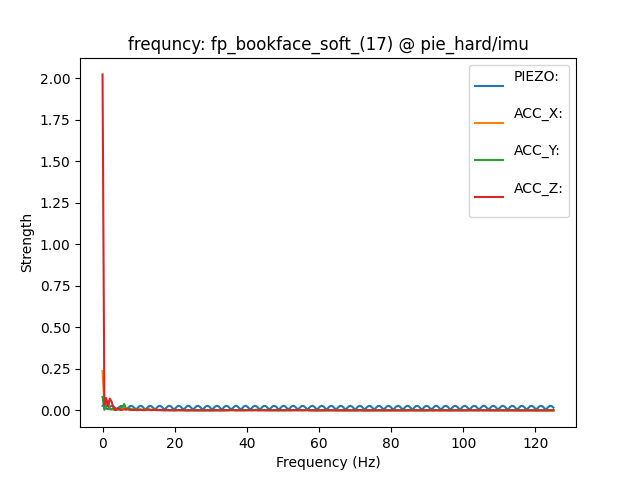 frequncy: fp_bookface_soft_(17) @ pie_hard/imu
PIEZO:
ACC_X:
ACC_Y:
ACC_Z:
2.00
1.75
1.50
1.25
1.00
0.75
0.50
0.25
0.00
Strength
0 20 40 60 80 100 120
Frequency (Hz)